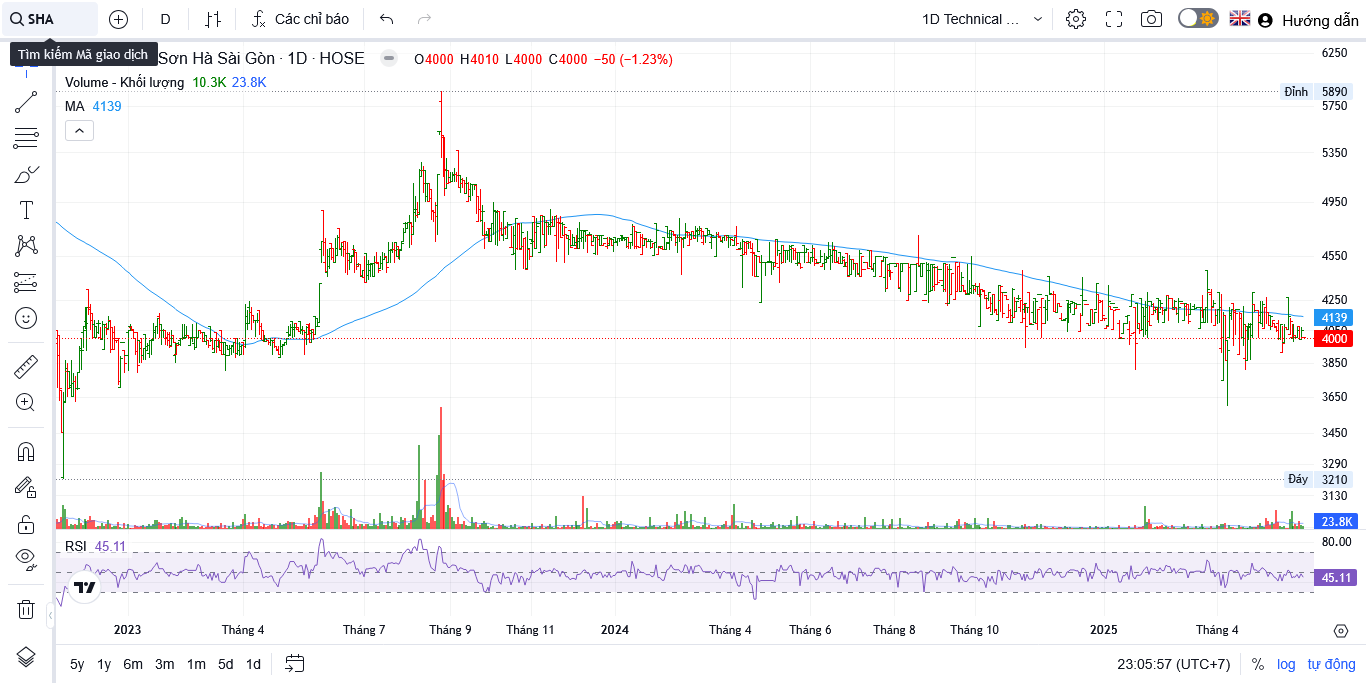 SHA D Các chỉ báo 1D Technical ... Hướng dẫn
Tìm kiếm Mã giao dịch
Sơn Hà Sài Gòn · 1D · HOSE O4000 H4010 L4000 C4000 −50 (−1.23%)
Volume - Khối lượng 10.3K 23.8K
MA 4139
6250
Đỉnh 5890
5750
5350
4950
4550
4250
4139
4000
3850
3650
3450
3290
Đáy 3210
3130
23.8K
RSI 45.11
80.00
45.11
2023 Tháng 4 Tháng 7 Tháng 9 Tháng 11 2024 Tháng 4 Tháng 6 Tháng 8 Tháng 10 2025 Tháng 4
5y 1y 6m 3m 1m 5d 1d 23:05:57 (UTC+7) % log tự động